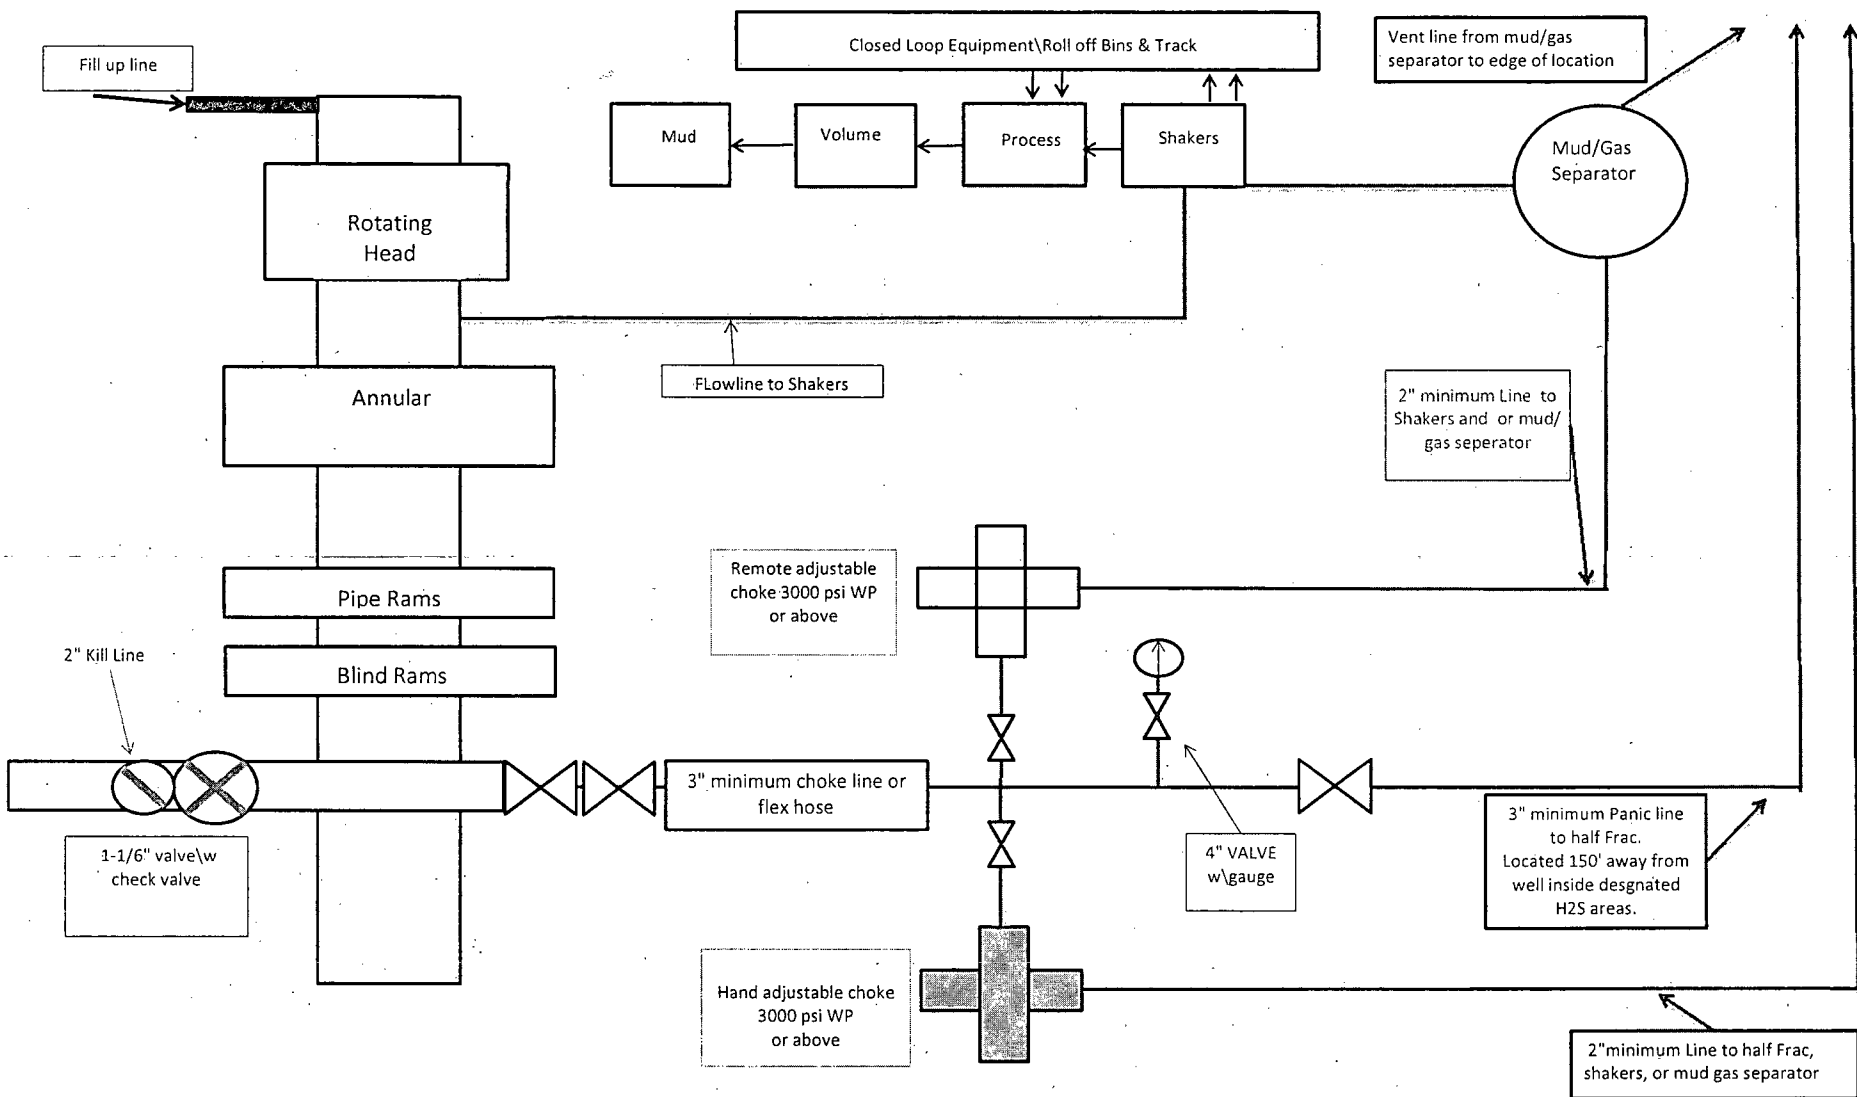 Fill up line
Closed Loop Equipment\Roll off Bins & Track
Vent line from mud/gas
separator to edge of location
Mud
Volume
Process
Shakers
Mud/Gas
Separator
Rotating
Head
FLowline to Shakers
Annular
2" minimum Line to
Shakers and or mud/
gas seperator
Remote adjustable
choke 3000 psi WP
or above
Pipe Rams
2" Kill Line
Blind Rams
3" minimum choke line or
flex hose
1-1/6" valve\w
check valve
4" VALVE
w\gauge
3" minimum Panic line
to half Frac.
Located 150' away from
well inside desgnated
H2S areas.
Hand adjustable choke
3000 psi WP
or above
2"minimum Line to half Frac,
shakers, or mud gas separator